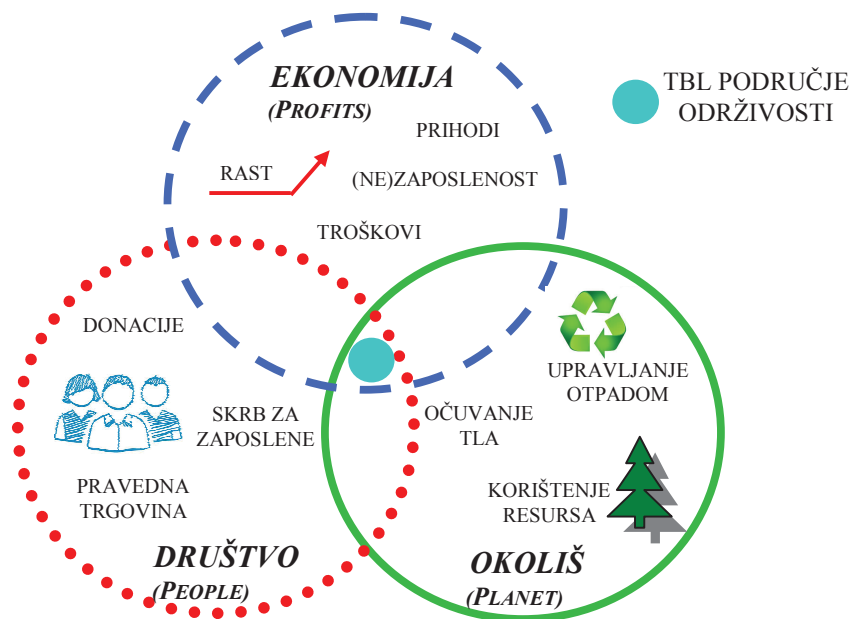 EKONOMIJA
(PROFITS)
TBL PODRUČJE
ODRŽIVOSTI
PRIHODI
RAST
(NE)ZAPOSLENOST
TROŠKOVI
DONACIJE
UPRAVLJANJE
OTPADOM
SKRB ZA
ZAPOSLENE
OČUVANJE
TLA
PRAVEDNA
TRGOVINA
KORIŠTENJE
RESURSA
DRUŠTVO
(PEOPLE)
OKOLIŠ
(PLANET)